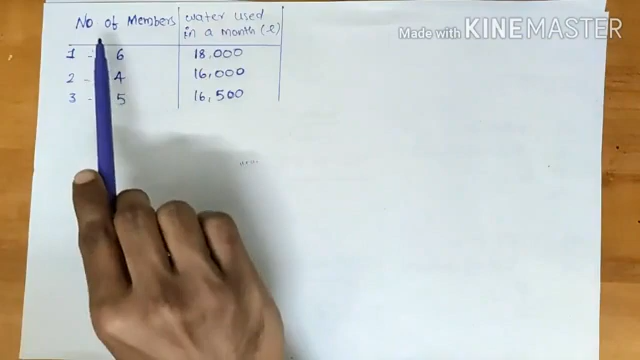 Made with KINEMASTER
No of Members water used
in a month (l)
1 - 6 18,000
2 - 4 16,000
3 - 5 16,500